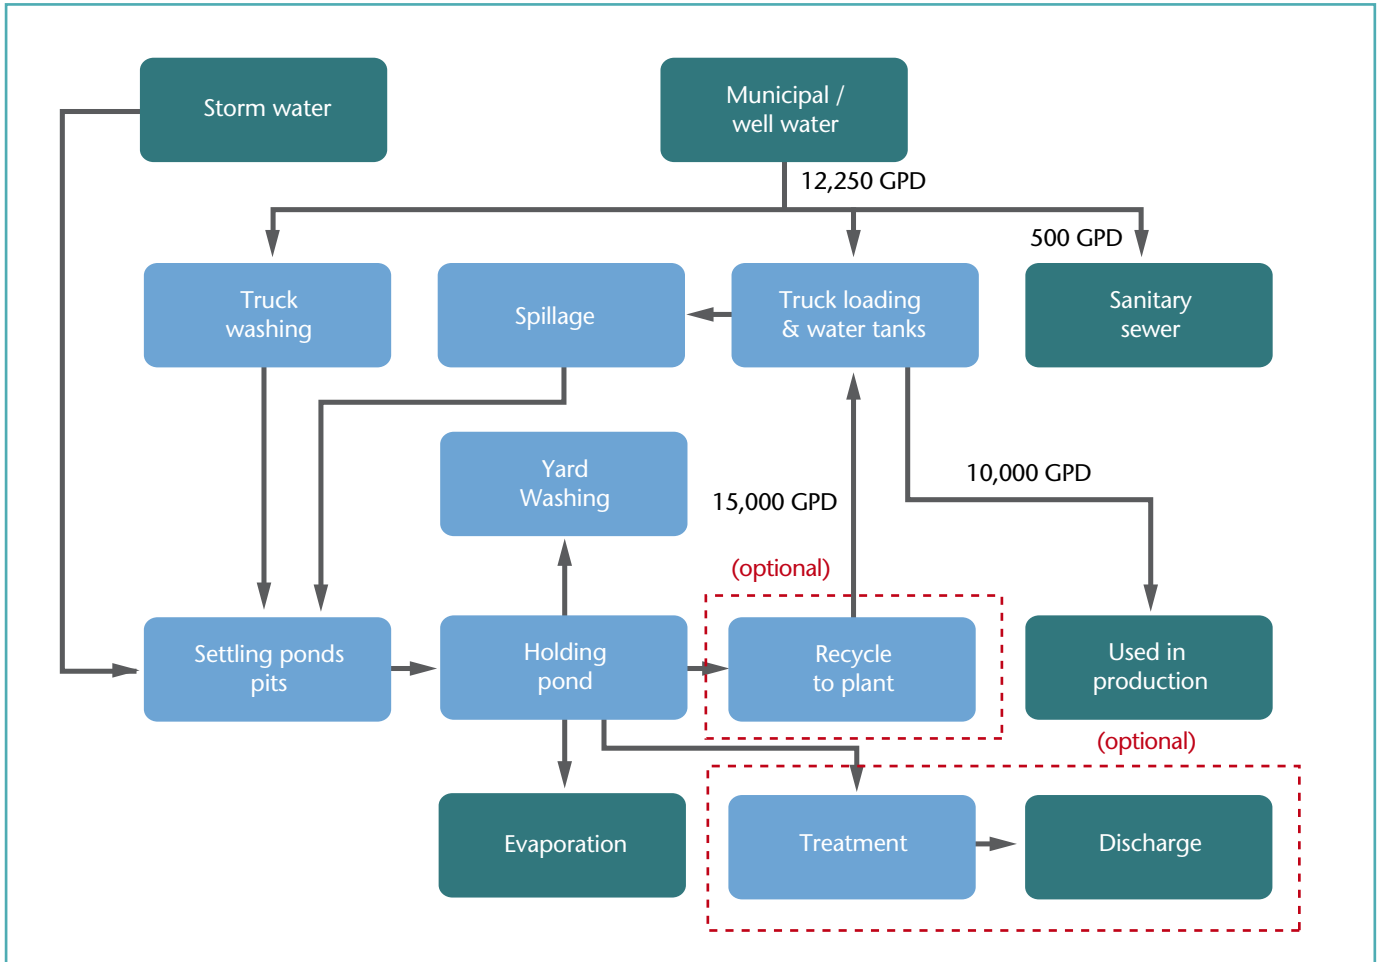 Storm water
Municipal /
well water
12,250 GPD
500 GPD
Truck
washing
Spillage
Truck loading
& water tanks
Sanitary
sewer
Yard
Washing
15,000 GPD
10,000 GPD
(optional)
Settling ponds
pits
Holding
pond
Recycle
to plant
Used in
production
(optional)
Evaporation
Treatment
Discharge